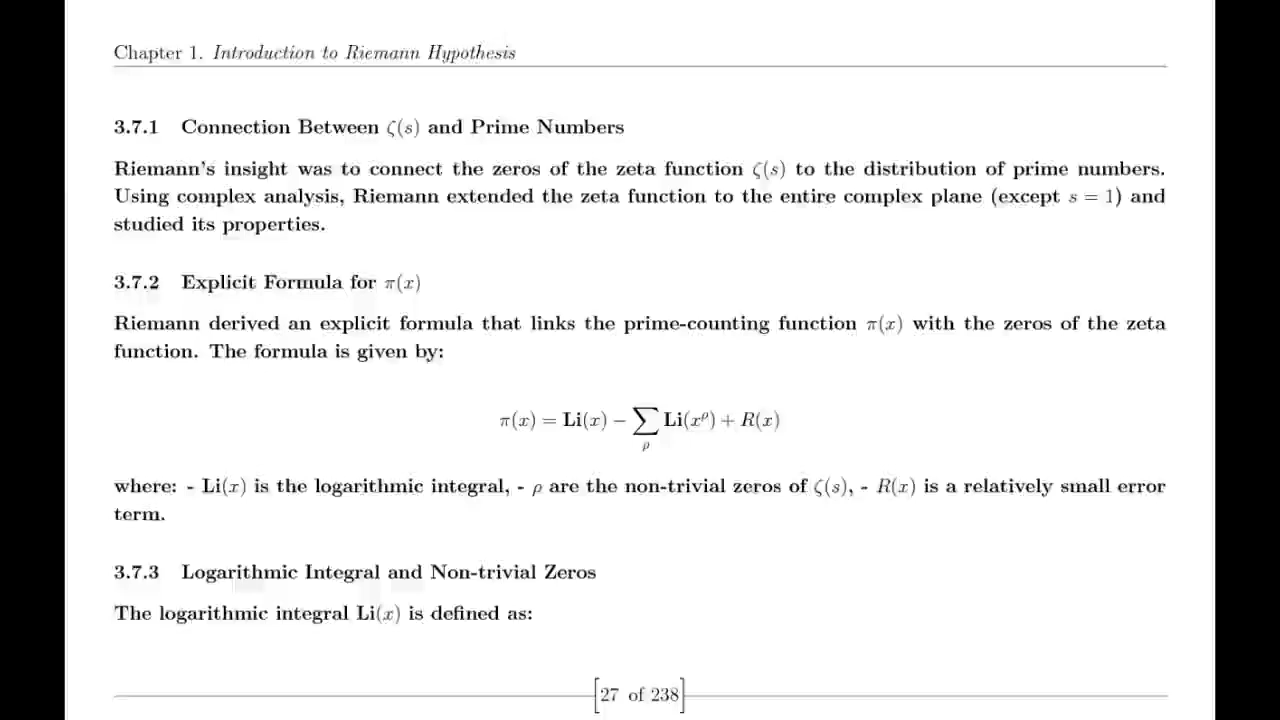 Chapter 1. Introduction to Riemann Hypothesis
3.7.1 Connection Between ζ(s) and Prime Numbers
Riemann's insight was to connect the zeros of the zeta function ζ(s) to the distribution of prime numbers.
Using complex analysis, Riemann extended the zeta function to the entire complex plane (except s = 1) and
studied its properties.
3.7.2 Explicit Formula for π(x)
Riemann derived an explicit formula that links the prime-counting function π(x) with the zeros of the zeta
function. The formula is given by:
π(x) = Li(x) − ∑ρ Li(x^ρ) + R(x)
where: - Li(x) is the logarithmic integral, - ρ are the non-trivial zeros of ζ(s), - R(x) is a relatively small error
term.
3.7.3 Logarithmic Integral and Non-trivial Zeros
The logarithmic integral Li(x) is defined as:
[27 of 238]